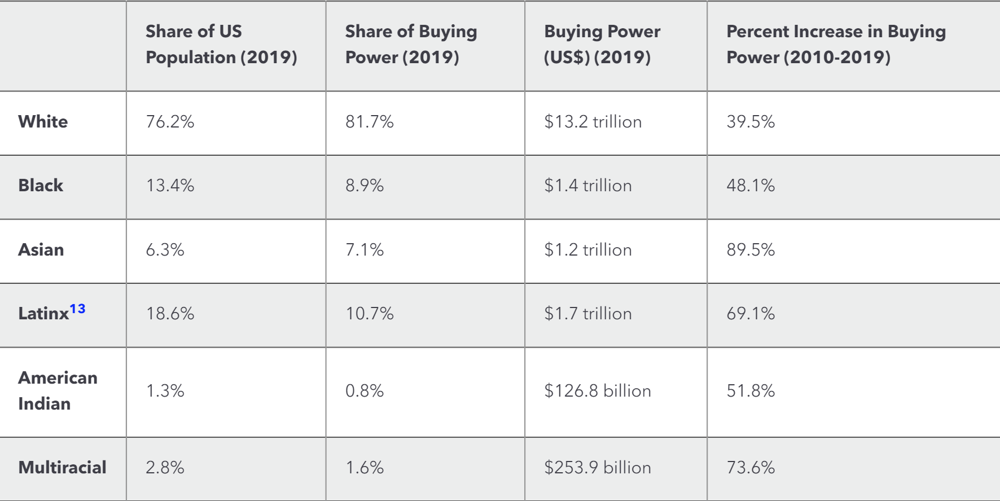 Share of US Population (2019) Share of Buying Power (2019) Buying Power (US$) (2019) Percent Increase in Buying Power (2010-2019)
White 76.2% 81.7% $13.2 trillion 39.5%
Black 13.4% 8.9% $1.4 trillion 48.1%
Asian 6.3% 7.1% $1.2 trillion 89.5%
Latinx13 18.6% 10.7% $1.7 trillion 69.1%
American Indian 1.3% 0.8% $126.8 billion 51.8%
Multiracial 2.8% 1.6% $253.9 billion 73.6%